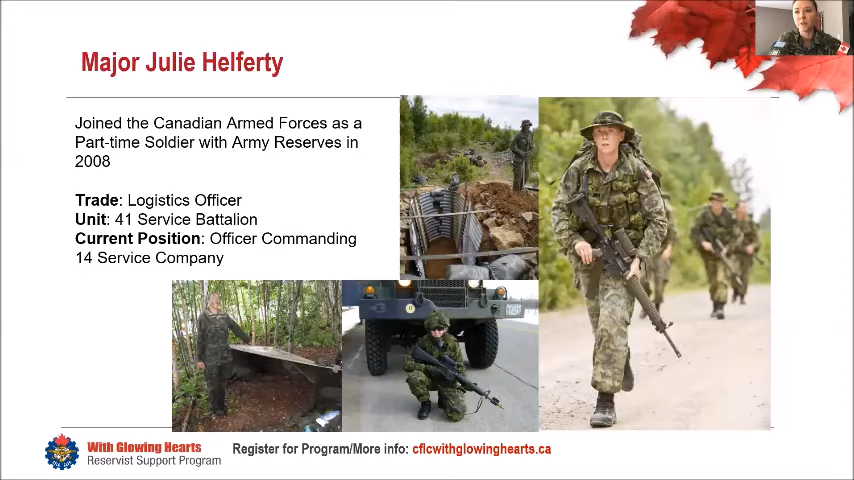 Major Julie Helferty
Joined the Canadian Armed Forces as a
Part-time Soldier with Army Reserves in
2008
Trade: Logistics Officer
Unit: 41 Service Battalion
Current Position: Officer Commanding
14 Service Company
With Glowing Hearts
Reservist Support Program
Register for Program/More info: cflcwithglowinghearts.ca